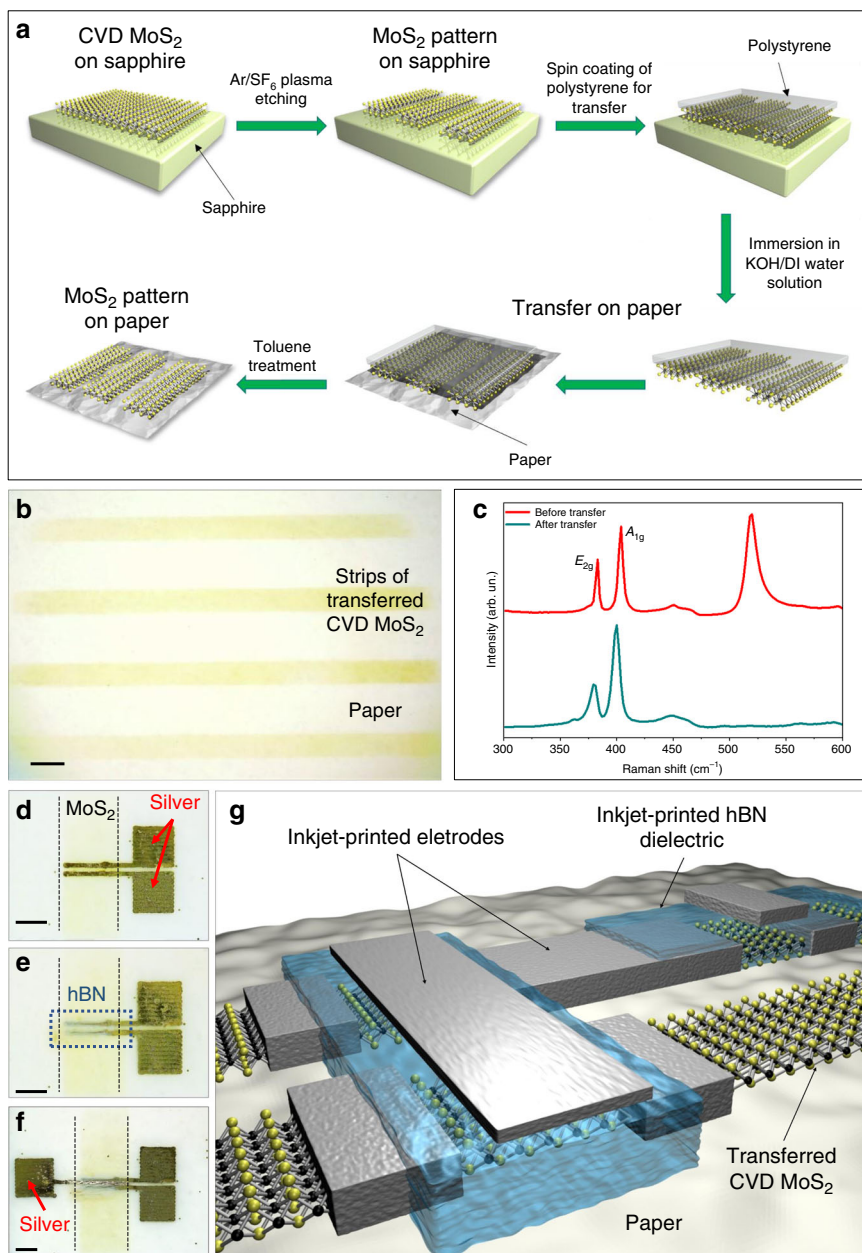 a
CVD MoS₂
on sapphire
Ar/SF₆ plasma
etching
MoS₂ pattern
on sapphire
Spin coating of
polystyrene for
transfer
Polystyrene
Sapphire
Immersion in
KOH/DI water
solution
Transfer on paper
MoS₂ pattern
on paper
Toluene
treatment
Paper
b
Strips of
transferred
CVD MoS₂
Paper
c
Before transfer
After transfer
E₂g
A₁g
Intensity (arb. un.)
300 350 400 450 500 550 600
Raman shift (cm⁻¹)
d
MoS₂
Silver
e
hBN
f
Silver
g
Inkjet-printed eletrodes
Inkjet-printed hBN
dielectric
Transferred
CVD MoS₂
Paper